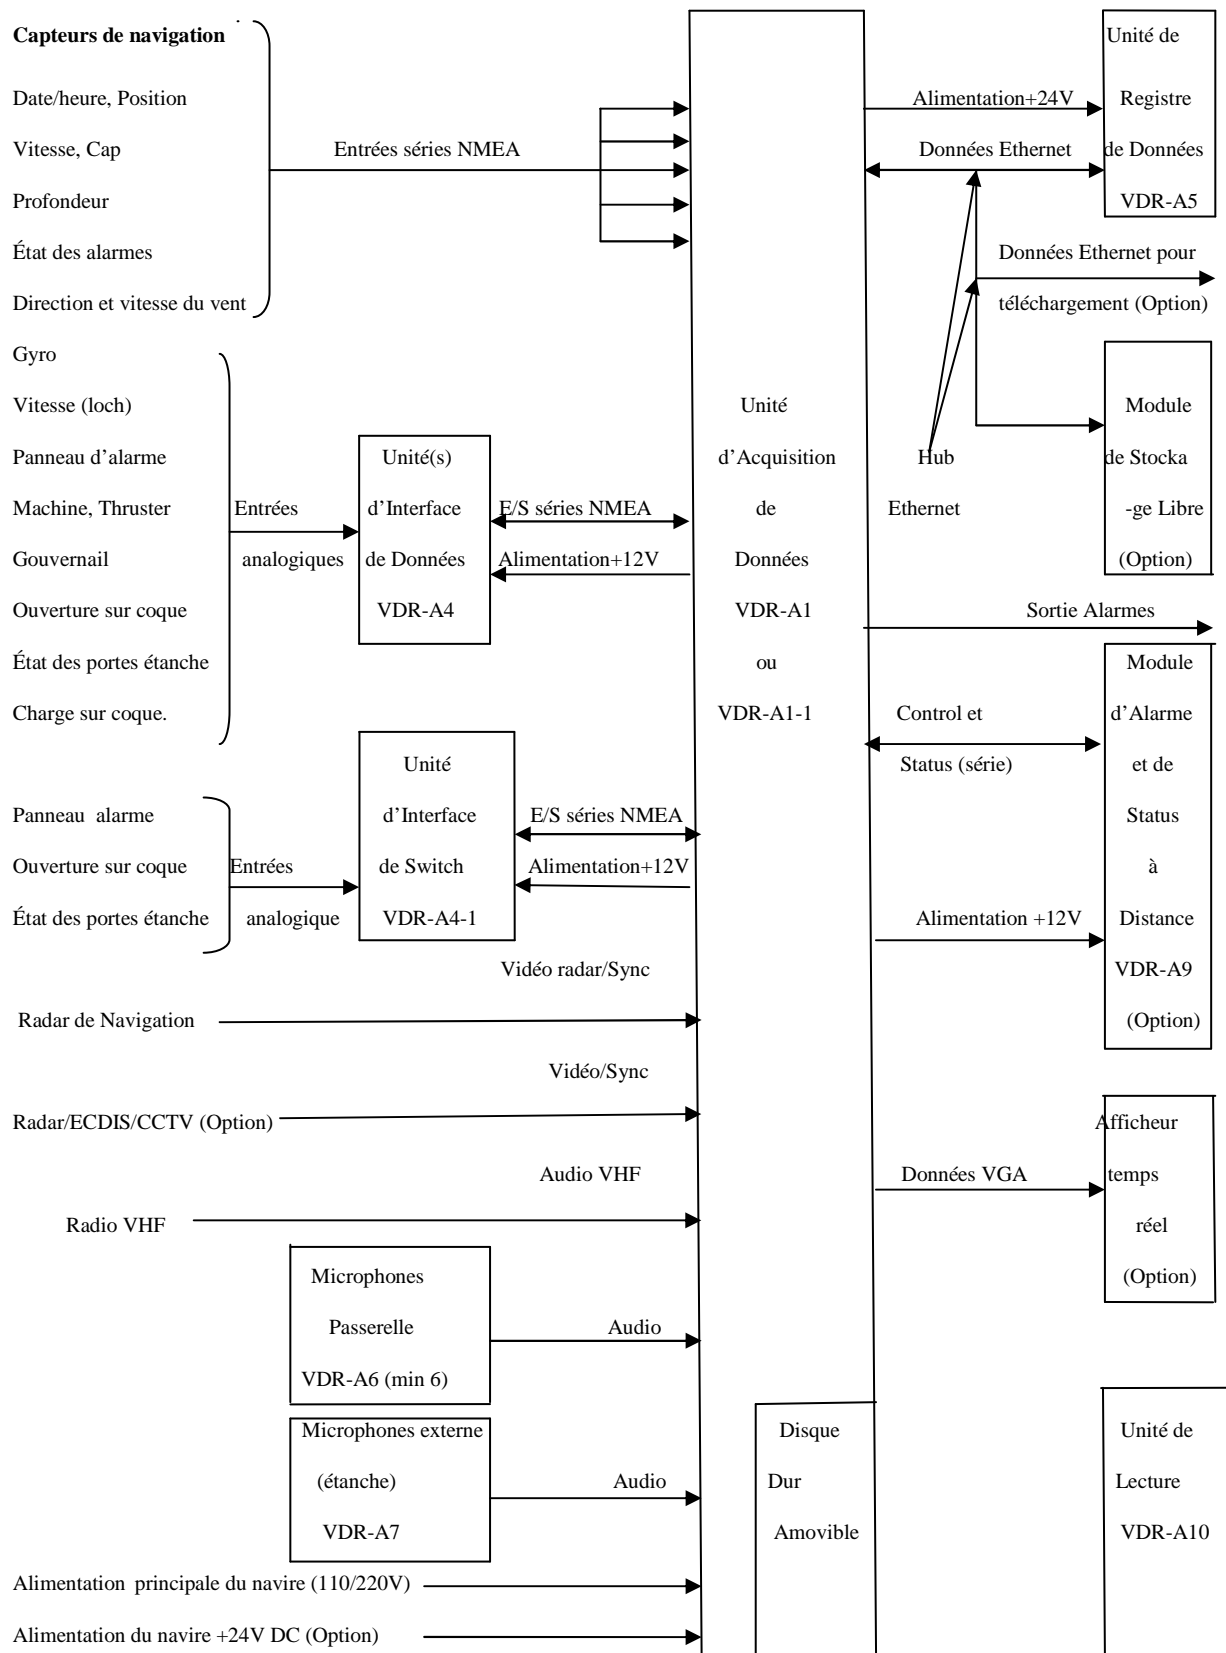 Capteurs de navigation
Date/heure, Position
Vitesse, Cap
Profondeur
État des alarmes
Direction et vitesse du vent
Entrées séries NMEA
Gyro
Vitesse (loch)
Panneau d'alarme
Machine, Thruster
Gouvernail
Ouverture sur coque
État des portes étanche
Charge sur coque.
Entrées
analogiques
Unité(s)
d'Interface
de Données
VDR-A4
E/S séries NMEA
Alimentation+12V
Panneau alarme
Ouverture sur coque
État des portes étanche
Entrées
analogique
Unité
d'Interface
de Switch
VDR-A4-1
E/S séries NMEA
Alimentation+12V
Vidéo radar/Sync
Radar de Navigation
Vidéo/Sync
Radar/ECDIS/CCTV (Option)
Audio VHF
Radio VHF
Microphones
Passerelle
VDR-A6 (min 6)
Audio
Microphones externe
(étanche)
VDR-A7
Audio
Alimentation principale du navire (110/220V)
Alimentation du navire +24V DC (Option)
Unité
d'Acquisition
de
Données
VDR-A1
ou
VDR-A1-1
Disque
Dur
Amovible
Alimentation+24V
Données Ethernet
Unité de
Registre
de Données
VDR-A5
Données Ethernet pour
téléchargement (Option)
Hub
Ethernet
Module
de Stocka
-ge Libre
(Option)
Sortie Alarmes
Control et
Status (série)
Alimentation +12V
Module
d'Alarme
et de
Status
à
Distance
VDR-A9
(Option)
Données VGA
Afficheur
temps
réel
(Option)
Unité de
Lecture
VDR-A10